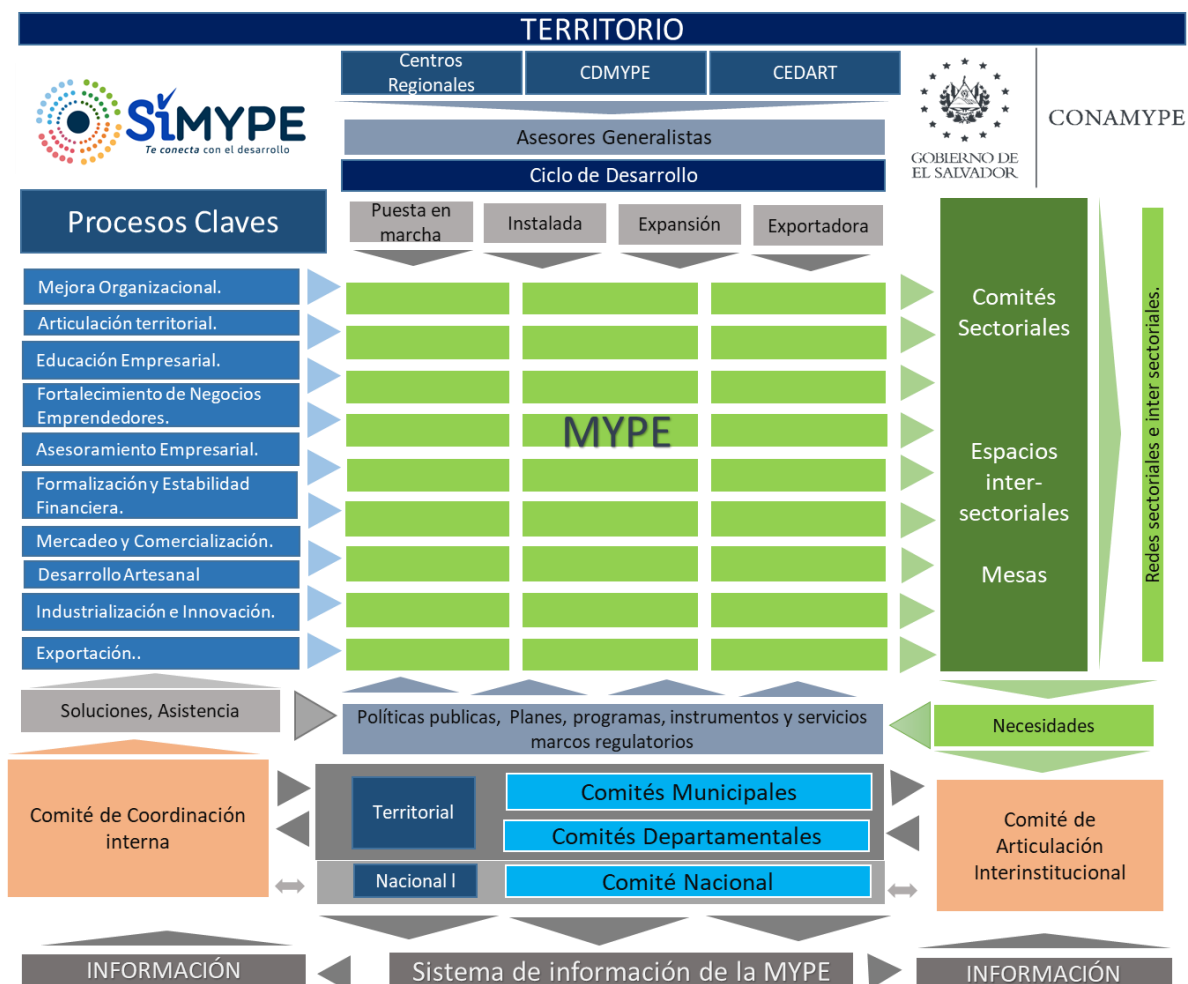 TERRITORIO
Centros
Regionales
CDMYPE
CEDART
SíMYPE
Te conecta con el desarrollo
Asesores Generalistas
GOBIERNO DE
EL SALVADOR
CONAMYPE
Ciclo de Desarrollo
Procesos Claves
Puesta en
marcha
Instalada
Expansión
Exportadora
Mejora Organizacional.
Articulación territorial.
Educación Empresarial.
Fortalecimiento de Negocios
Emprendedores.
Asesoramiento Empresarial.
Formalización y Estabilidad
Financiera.
Mercadeo y Comercialización.
Desarrollo Artesanal
Industrialización e Innovación.
Exportación..
MYPE
Comités
Sectoriales
Espacios
inter-
sectoriales
Mesas
Redes sectoriales e inter sectoriales.
Soluciones, Asistencia
Políticas publicas, Planes, programas, instrumentos y servicios
marcos regulatorios
Necesidades
Comité de Coordinación
interna
Territorial
Comités Municipales
Comités Departamentales
Nacional l
Comité Nacional
Comité de
Articulación
Interinstitucional
INFORMACIÓN
Sistema de información de la MYPE
INFORMACIÓN